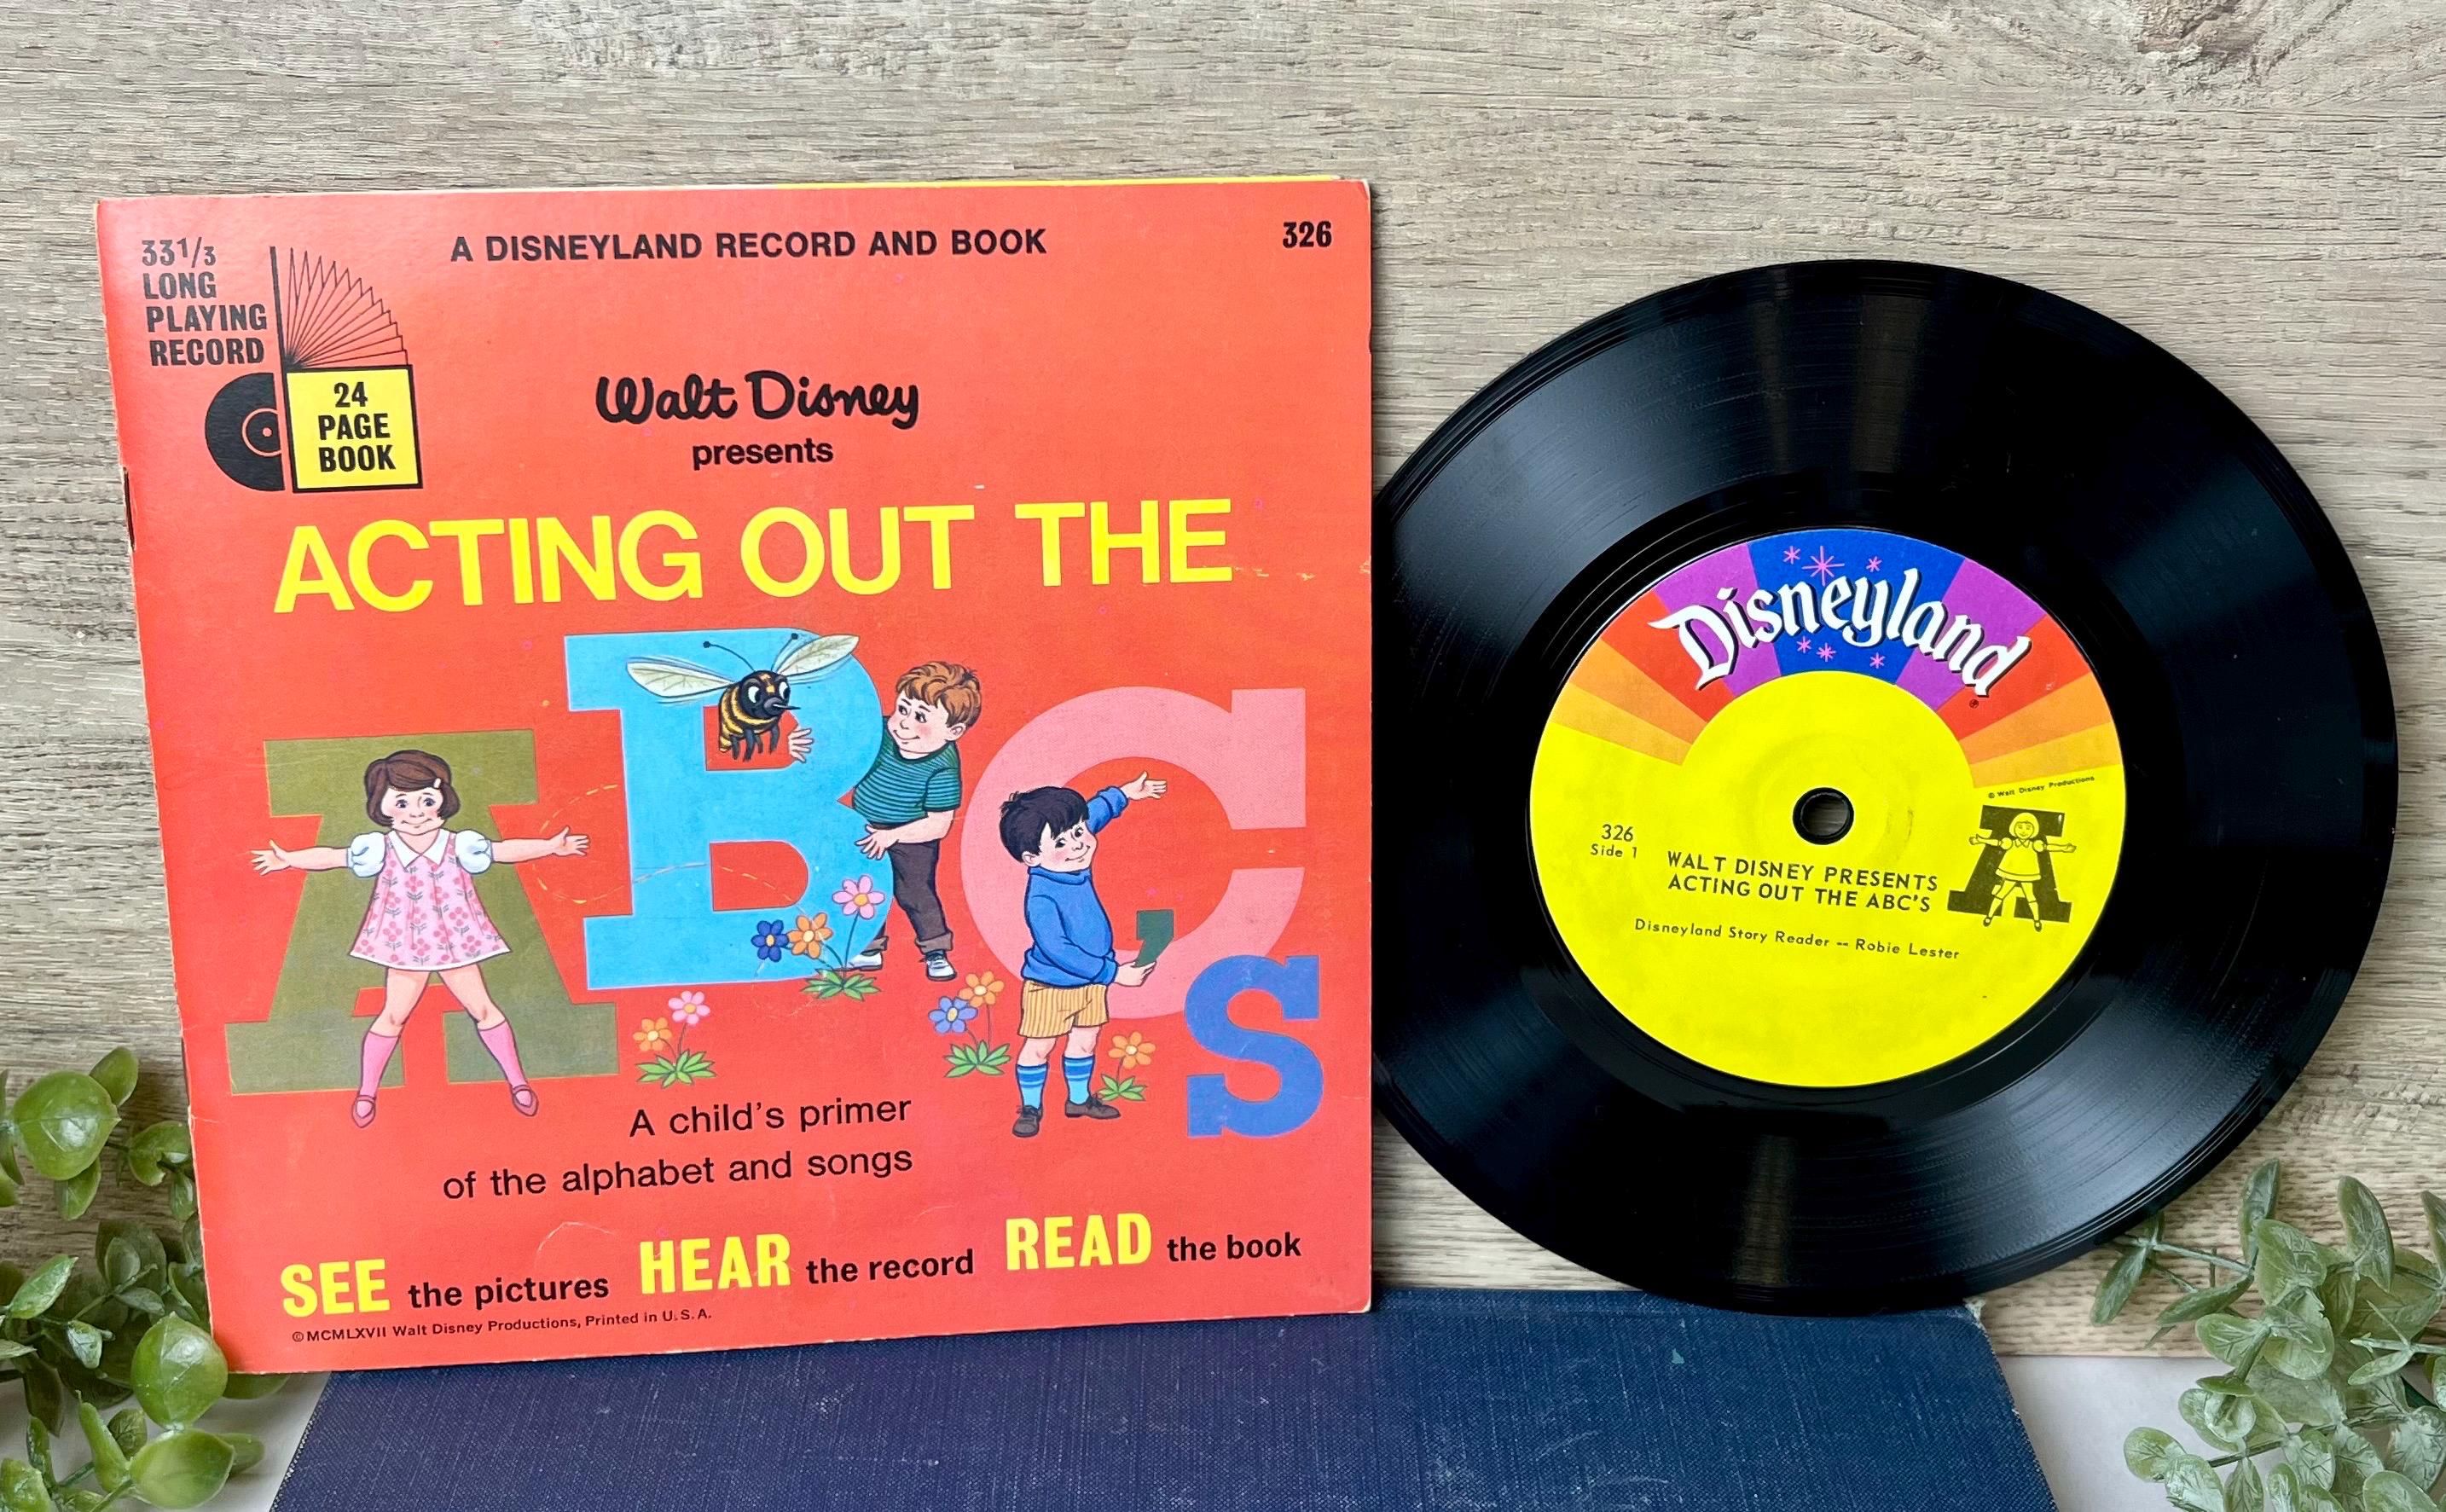 A DISNEYLAND RECORD AND BOOK
326
33 1/3
LONG
PLAYING
RECORD
24
PAGE
BOOK
Walt Disney
presents
ACTING OUT THE
ABC's
A child's primer
of the alphabet and songs
SEE the pictures HEAR the record READ the book
©MCMLXVII Walt Disney Productions, Printed in U.S.A.
Disneyland
®
© Walt Disney Productions
326
Side 1
WALT DISNEY PRESENTS
ACTING OUT THE ABC'S
A
Disneyland Story Reader -- Robie Lester